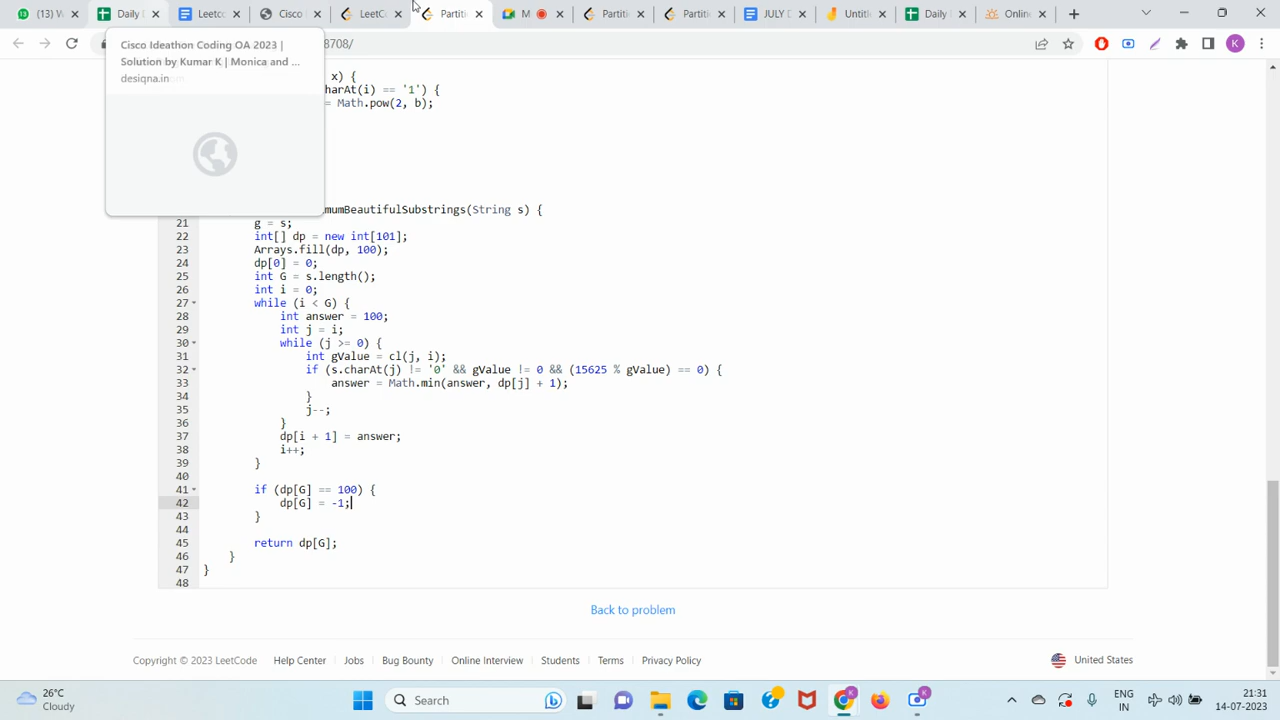 (13) W
Daily I
Leetc
Cisco
LeetC
Partitio
M
Partitio
Partitio
JULY D
Untitl
Daily I
Online
8708/
K
Cisco Ideathon Coding OA 2023 |
Solution by Kumar K | Monica and ...
desiqna.in
x) {
harAt(i) == '1') {
= Math.pow(2, b);
mumBeautifulSubstrings(String s) {
21 g = s;
22 int[] dp = new int[101];
23 Arrays.fill(dp, 100);
24 dp[0] = 0;
25 int G = s.length();
26 int i = 0;
27 while (i < G) {
28 int answer = 100;
29 int j = i;
30 while (j >= 0) {
31 int gValue = cl(j, i);
32 if (s.charAt(j) != '0' && gValue != 0 && (15625 % gValue) == 0) {
33 answer = Math.min(answer, dp[j] + 1);
34 }
35 j--;
36 }
37 dp[i + 1] = answer;
38 i++;
39 }
40
41 if (dp[G] == 100) {
42 dp[G] = -1;
43 }
44
45 return dp[G];
46 }
47 }
48
Back to problem
Copyright © 2023 LeetCode Help Center Jobs Bug Bounty Online Interview Students Terms Privacy Policy United States
26°C
Cloudy
Search
ENG
IN
21:31
14-07-2023